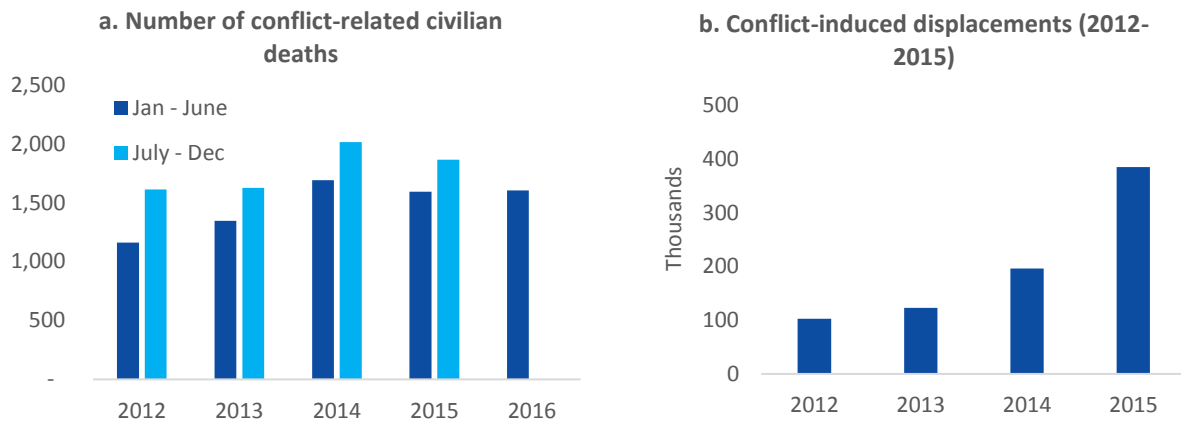 a. Number of conflict-related civilian
deaths
2,500
2,000
1,500
1,000
500
-
Jan - June
July - Dec
2012 2013 2014 2015 2016
b. Conflict-induced displacements (2012-
2015)
Thousands
500
400
300
200
100
0
2012 2013 2014 2015